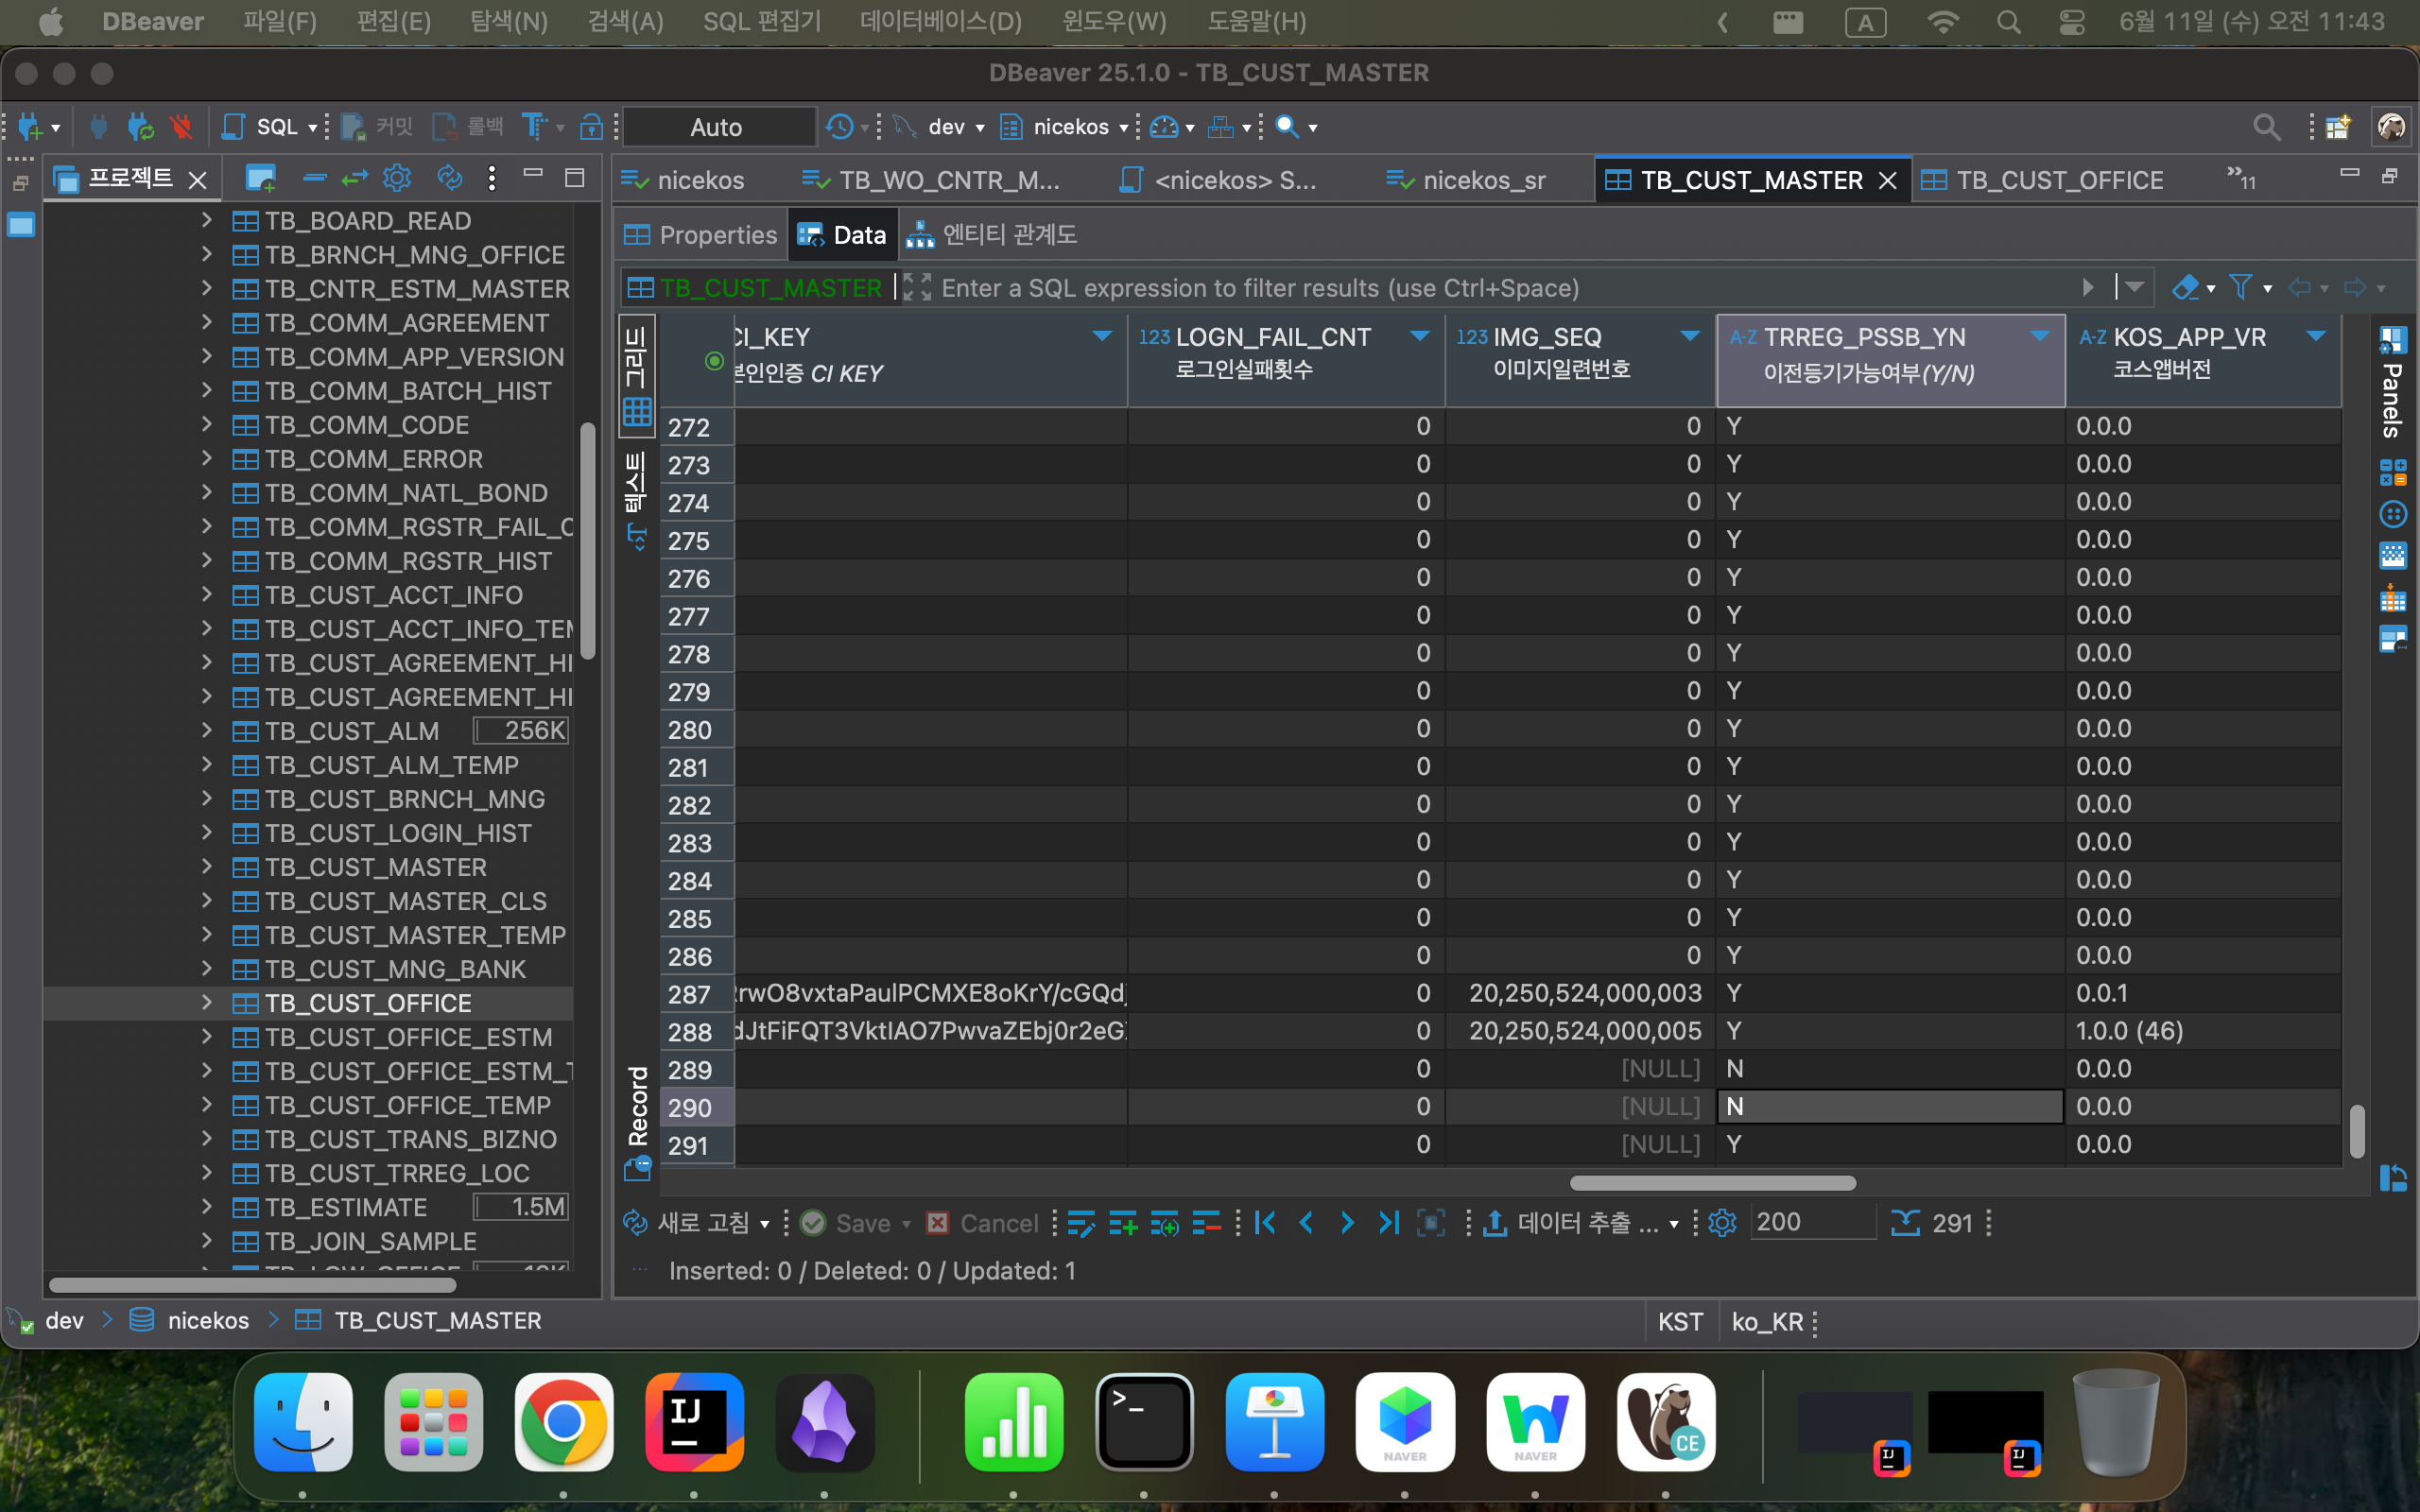 DBeaver 파일(F) 편집(E) 탐색(N) 검색(A) SQL 편집기 데이터베이스(D) 윈도우(W) 도움말(H) A 6월 11일 (수) 오전 11:43
DBeaver 25.1.0 - TB_CUST_MASTER
SQL 커밋 롤백 Auto dev nicekos
프로젝트
nicekos TB_WO_CNTR_M... <nicekos> S... nicekos_sr TB_CUST_MASTER TB_CUST_OFFICE 11
Properties Data 엔티티 관계도
TB_CUST_MASTER Enter a SQL expression to filter results (use Ctrl+Space)
TB_BOARD_READ
TB_BRNCH_MNG_OFFICE
TB_CNTR_ESTM_MASTER
TB_COMM_AGREEMENT
TB_COMM_APP_VERSION
TB_COMM_BATCH_HIST
TB_COMM_CODE
TB_COMM_ERROR
TB_COMM_NATL_BOND
TB_COMM_RGSTR_FAIL_C
TB_COMM_RGSTR_HIST
TB_CUST_ACCT_INFO
TB_CUST_ACCT_INFO_TEM
TB_CUST_AGREEMENT_HI
TB_CUST_AGREEMENT_HI
TB_CUST_ALM 256K
TB_CUST_ALM_TEMP
TB_CUST_BRNCH_MNG
TB_CUST_LOGIN_HIST
TB_CUST_MASTER
TB_CUST_MASTER_CLS
TB_CUST_MASTER_TEMP
TB_CUST_MNG_BANK
TB_CUST_OFFICE
TB_CUST_OFFICE_ESTM
TB_CUST_OFFICE_ESTM_T
TB_CUST_OFFICE_TEMP
TB_CUST_TRANS_BIZNO
TB_CUST_TRREG_LOC
TB_ESTIMATE 1.5M
TB_JOIN_SAMPLE
그리드
텍스트
Record
Panels
CI_KEY 123 LOGN_FAIL_CNT 123 IMG_SEQ A-Z TRREG_PSSB_YN A-Z KOS_APP_VR
본인인증 CI KEY 로그인실패횟수 이미지일련번호 이전등기가능여부(Y/N) 코스앱버전
272 0 0 Y 0.0.0
273 0 0 Y 0.0.0
274 0 0 Y 0.0.0
275 0 0 Y 0.0.0
276 0 0 Y 0.0.0
277 0 0 Y 0.0.0
278 0 0 Y 0.0.0
279 0 0 Y 0.0.0
280 0 0 Y 0.0.0
281 0 0 Y 0.0.0
282 0 0 Y 0.0.0
283 0 0 Y 0.0.0
284 0 0 Y 0.0.0
285 0 0 Y 0.0.0
286 0 0 Y 0.0.0
287 0 20,250,524,000,003 Y 0.0.1
288 0 20,250,524,000,005 Y 1.0.0 (46)
289 0 [NULL] N 0.0.0
290 0 [NULL] N 0.0.0
291 0 [NULL] Y 0.0.0
새로 고침 Save Cancel 데이터 추출 ... 200 291
Inserted: 0 / Deleted: 0 / Updated: 1
dev nicekos TB_CUST_MASTER KST ko_KR
IJ
NAVER
NAVER
CE
IJ
IJ